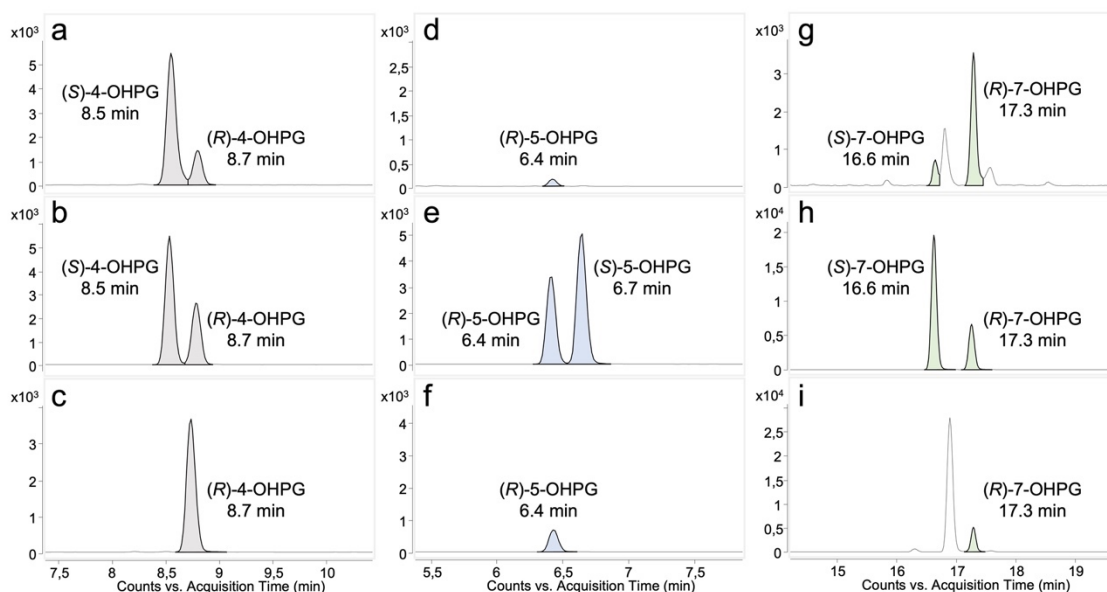 a
x10³
5
4
3
2
1
0
(S)-4-OHPG
8.5 min
(R)-4-OHPG
8.7 min
b
x10³
5
4
3
2
1
0
(S)-4-OHPG
8.5 min
(R)-4-OHPG
8.7 min
c
x10³
3
2
1
0
(R)-4-OHPG
8.7 min
7,5 8 8,5 9 9,5 10
Counts vs. Acquisition Time (min)
d
x10³
2,5
2
1,5
1
0,5
0
(R)-5-OHPG
6.4 min
e
x10³
5
4
3
2
1
0
(S)-5-OHPG
6.7 min
(R)-5-OHPG
6.4 min
f
x10³
4
3
2
1
0
(R)-5-OHPG
6.4 min
5,5 6 6,5 7 7,5
Counts vs. Acquisition Time (min)
g
x10³
3
2
1
0
(R)-7-OHPG
17.3 min
(S)-7-OHPG
16.6 min
h
x10⁴
2
1,5
1
0,5
0
(S)-7-OHPG
16.6 min
(R)-7-OHPG
17.3 min
i
x10⁴
2,5
2
1,5
1
0,5
0
(R)-7-OHPG
17.3 min
15 16 17 18 19
Counts vs. Acquisition Time (min)